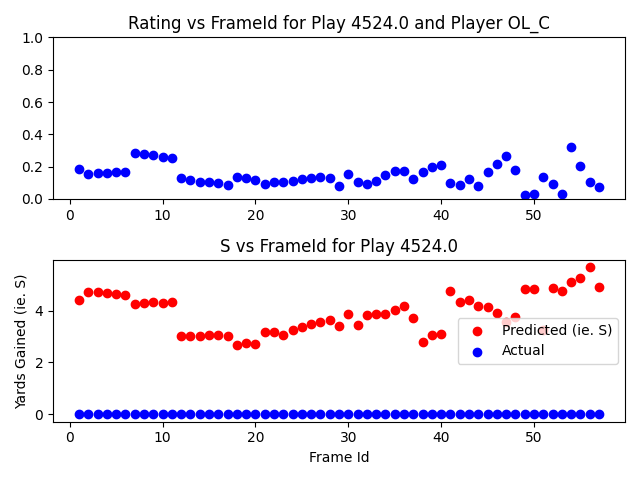 Rating vs FrameId for Play 4524.0 and Player OL_C
1.0
0.8
0.6
0.4
0.2
0.0
0 10 20 30 40 50
S vs FrameId for Play 4524.0
Yards Gained (ie. S)
4
2
0
Predicted (ie. S)
Actual
0 10 20 30 40 50
Frame Id